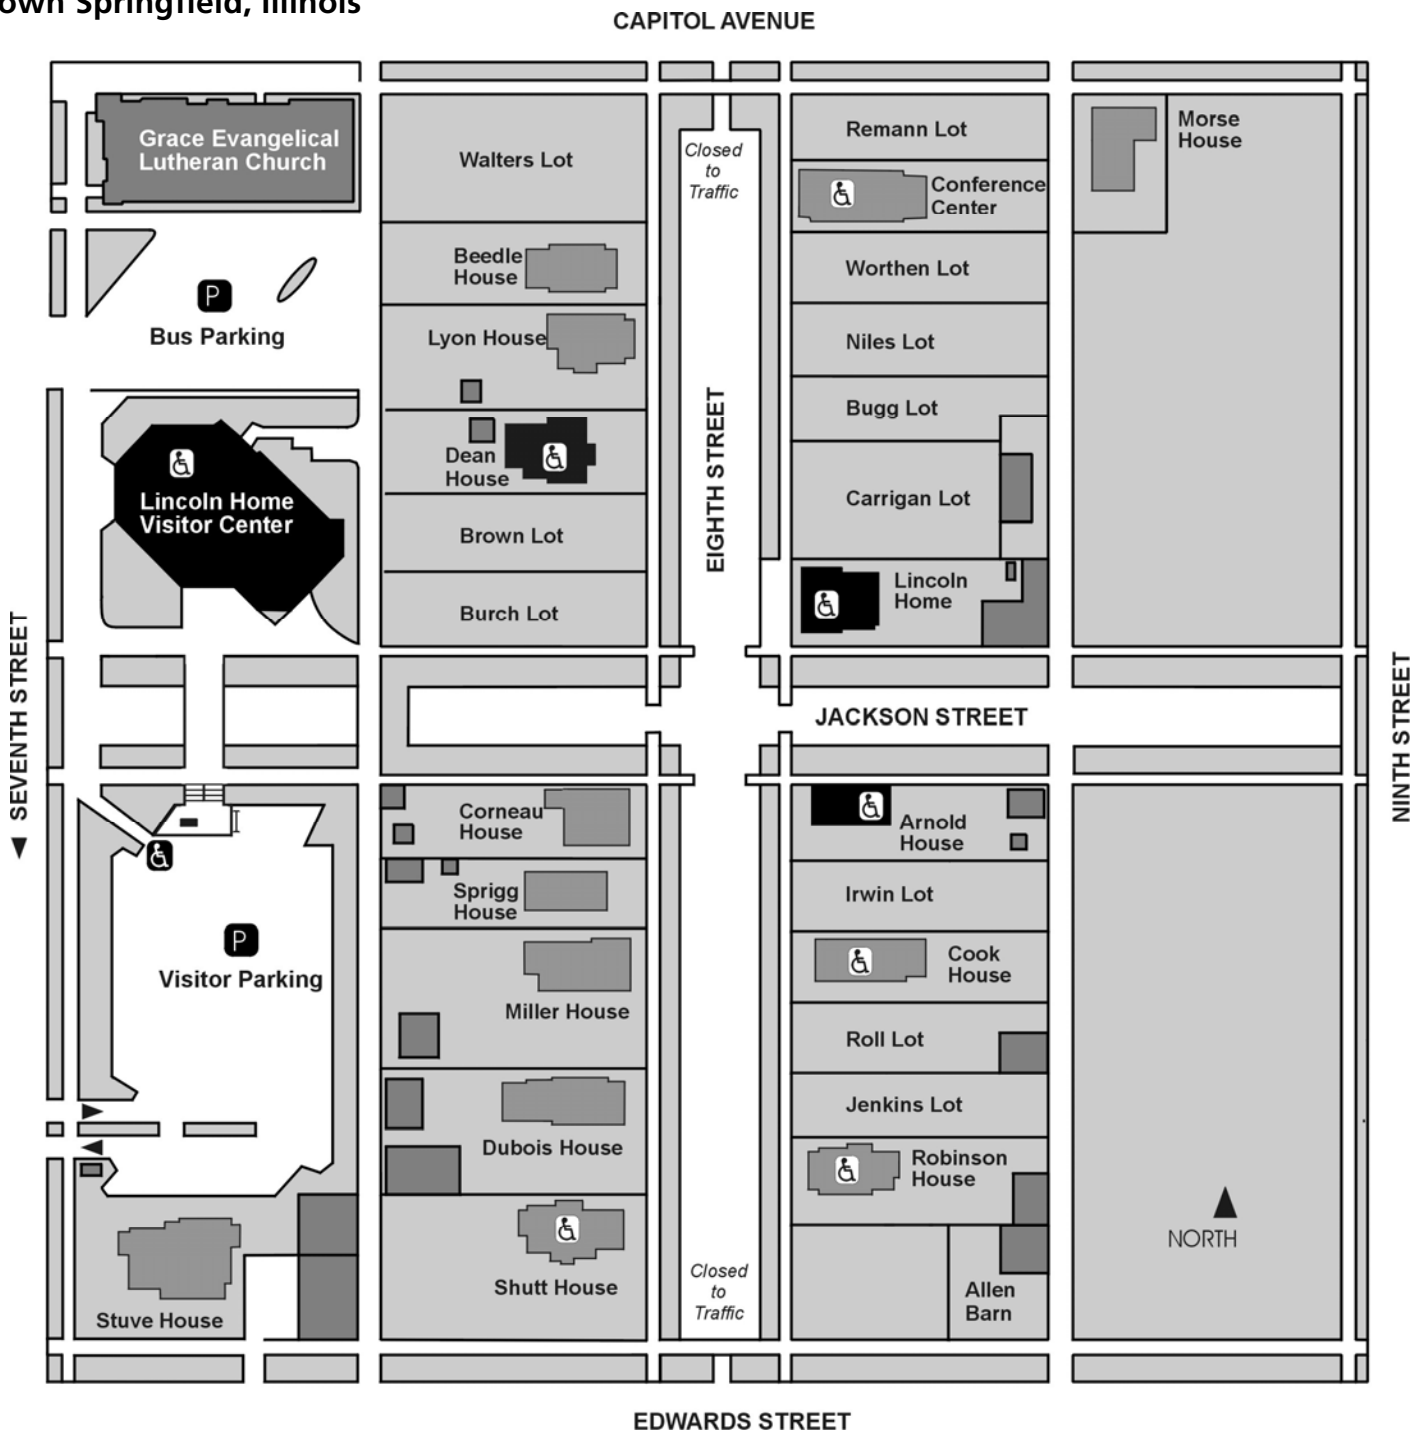 own Springfield, Illinois
CAPITOL AVENUE
Grace Evangelical
Lutheran Church
Walters Lot
Closed
to
Traffic
Remann Lot
Conference
Center
Morse
House
Beedle
House
Worthen Lot
P
Bus Parking
Lyon House
Niles Lot
Bugg Lot
EIGHTH STREET
Dean
House
Lincoln Home
Visitor Center
Carrigan Lot
Brown Lot
Lincoln
Home
Burch Lot
SEVENTH STREET
JACKSON STREET
NINTH STREET
Corneau
House
Arnold
House
Sprigg
House
Irwin Lot
P
Visitor Parking
Cook
House
Miller House
Roll Lot
Jenkins Lot
Dubois House
Robinson
House
NORTH
Shutt House
Closed
to
Traffic
Allen
Barn
Stuve House
EDWARDS STREET